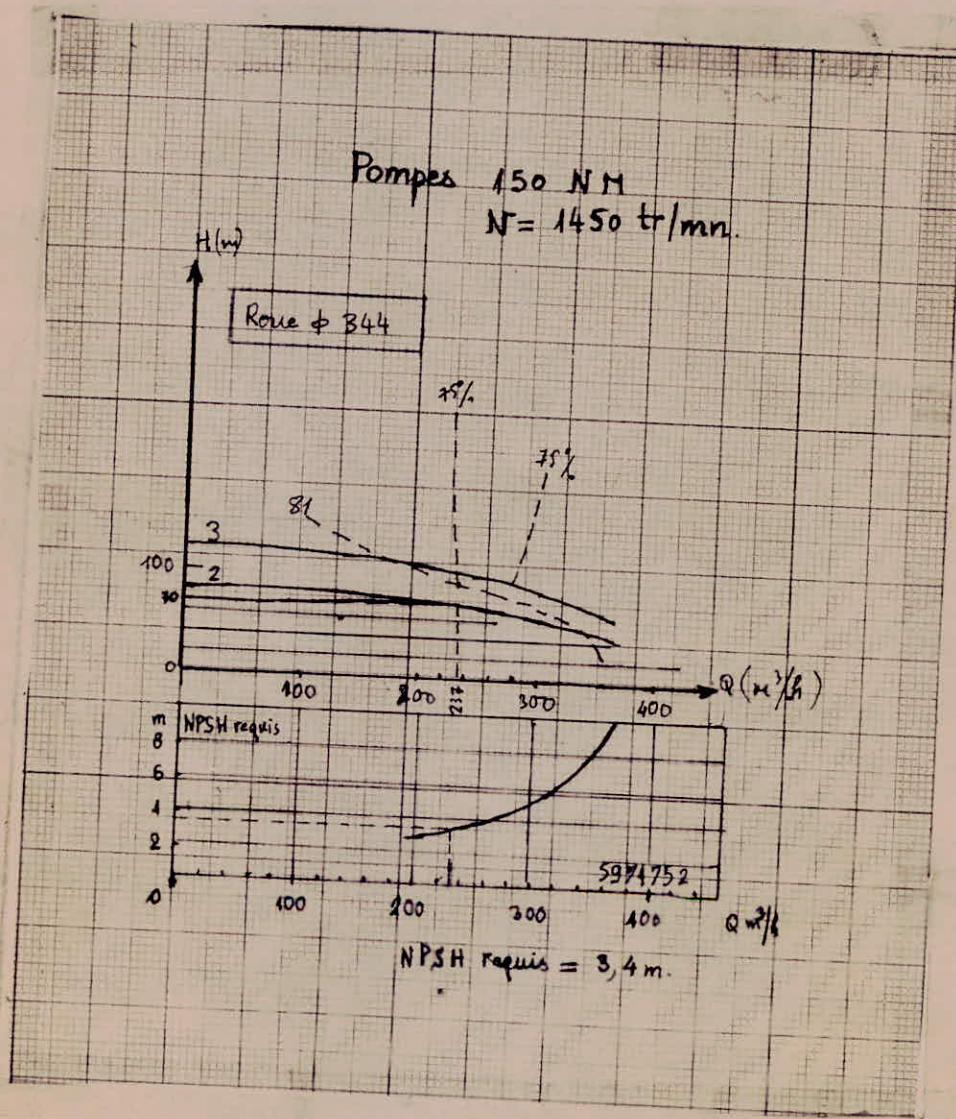 Pompes 150 NM
N = 1450 tr/mn.
H(m)
Roue ϕ 344
75%
75%
81
3
100
2
70
0
100 200 237 300 400
Q (m³/h)
m
NPSH requis
8
6
4
2
5971752
0 100 200 300 400 Q m³/h
NPSH requis = 3,4 m.